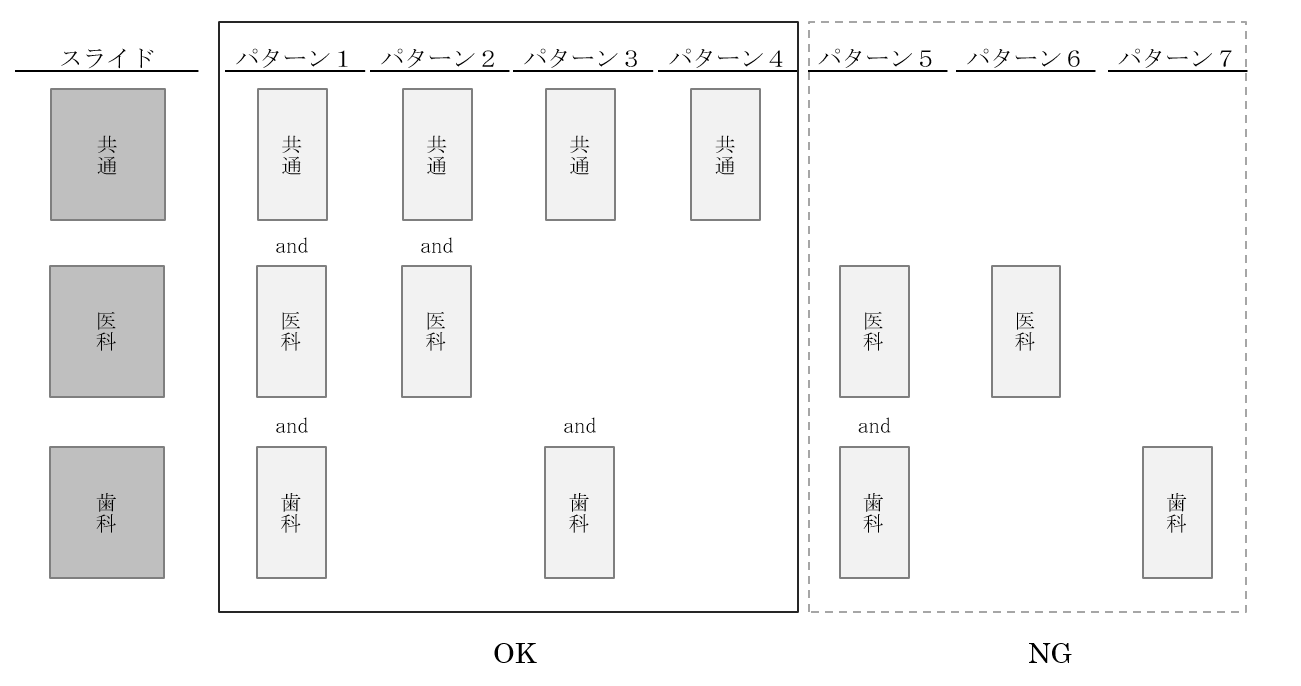 スライド パターン１ パターン２ パターン３ パターン４ パターン５ パターン６ パターン７
共通 共通 共通 共通 共通
and and
医科 医科 医科 医科 医科
and and and
歯科 歯科 歯科 歯科 歯科
OK NG